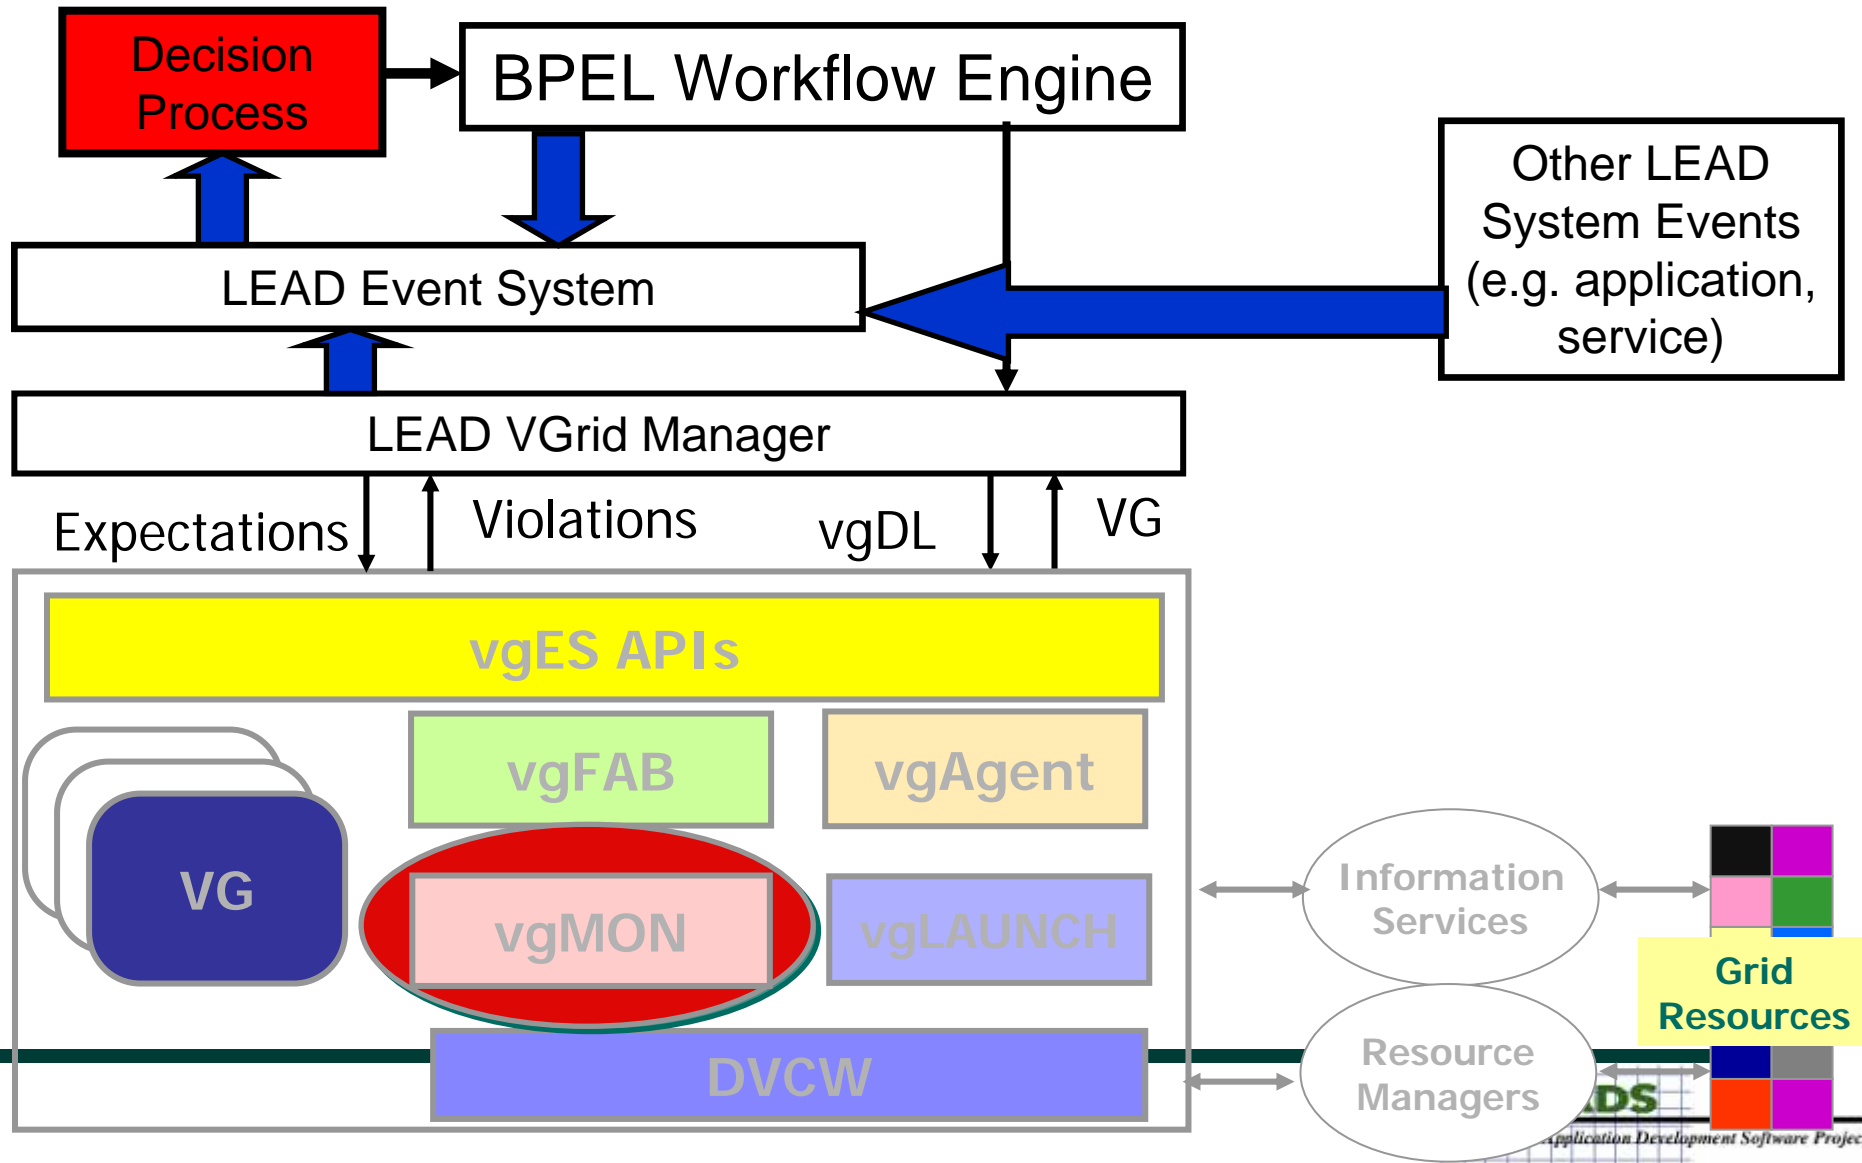 Decision
Process
BPEL Workflow Engine
Other LEAD
System Events
(e.g. application,
service)
LEAD Event System
LEAD VGrid Manager
Expectations
Violations
vgDL
VG
vgES APIs
vgFAB
vgAgent
VG
vgMON
vgLAUNCH
DVCW
Information
Services
Resource
Managers
Grid
Resources
ADS
Application Development Software Projec